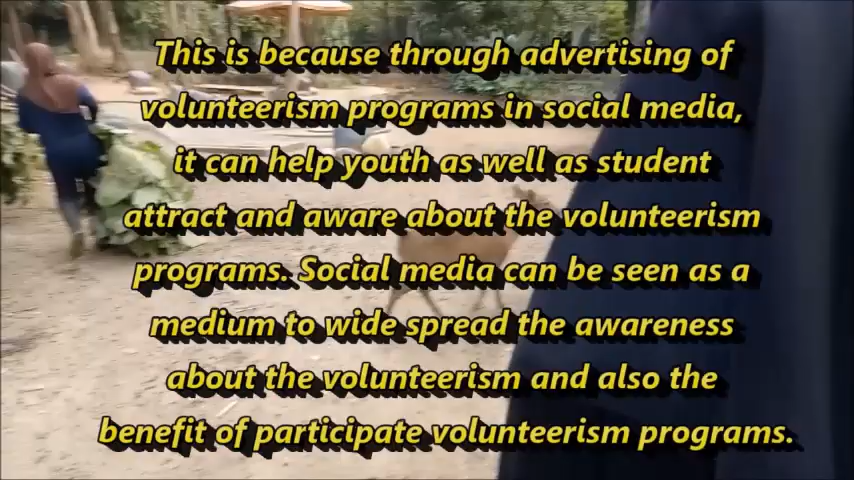 This is because through advertising of
volunteerism programs in social media,
it can help youth as well as student
attract and aware about the volunteerism
programs. Social media can be seen as a
medium to wide spread the awareness
about the volunteerism and also the
benefit of participate volunteerism programs.